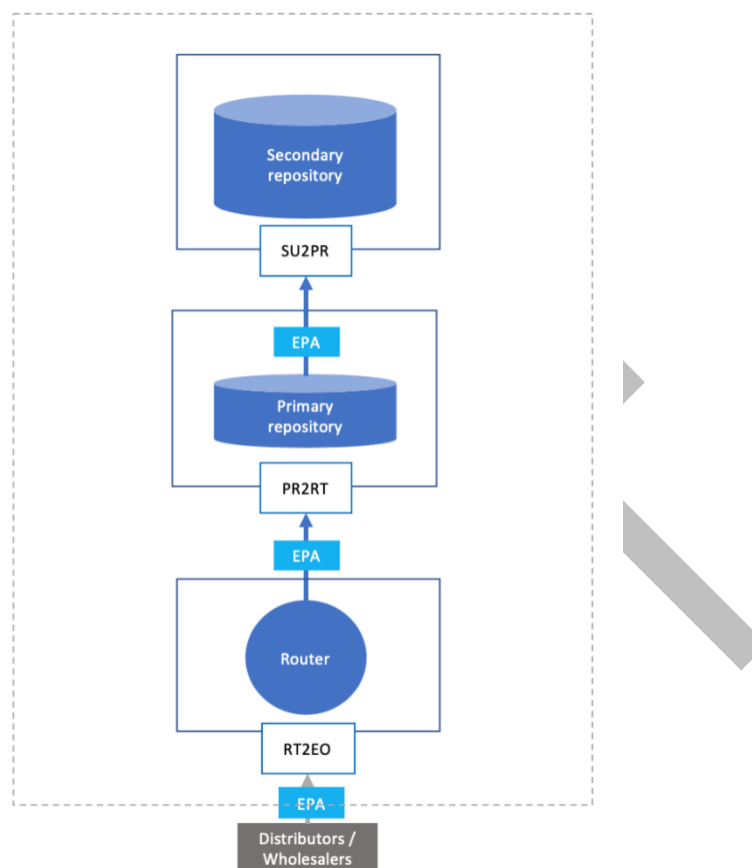 Secondary
repository
SU2PR
EPA
Primary
repository
PR2RT
EPA
Router
RT2EO
EPA
Distributors /
Wholesalers